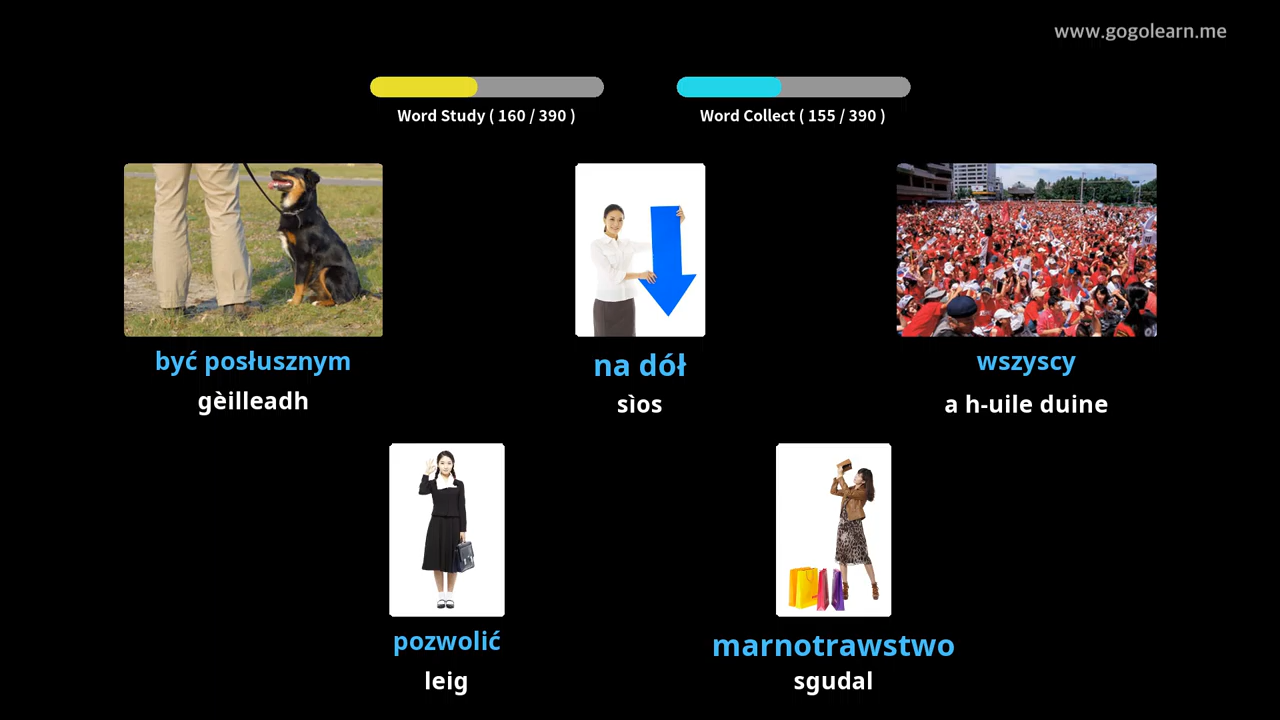 www.gogolearn.me
Word Study ( 160 / 390 )
Word Collect ( 155 / 390 )
być posłusznym
gèilleadh
na dół
sìos
wszyscy
a h-uile duine
pozwolić
leig
marnotrawstwo
sgudal